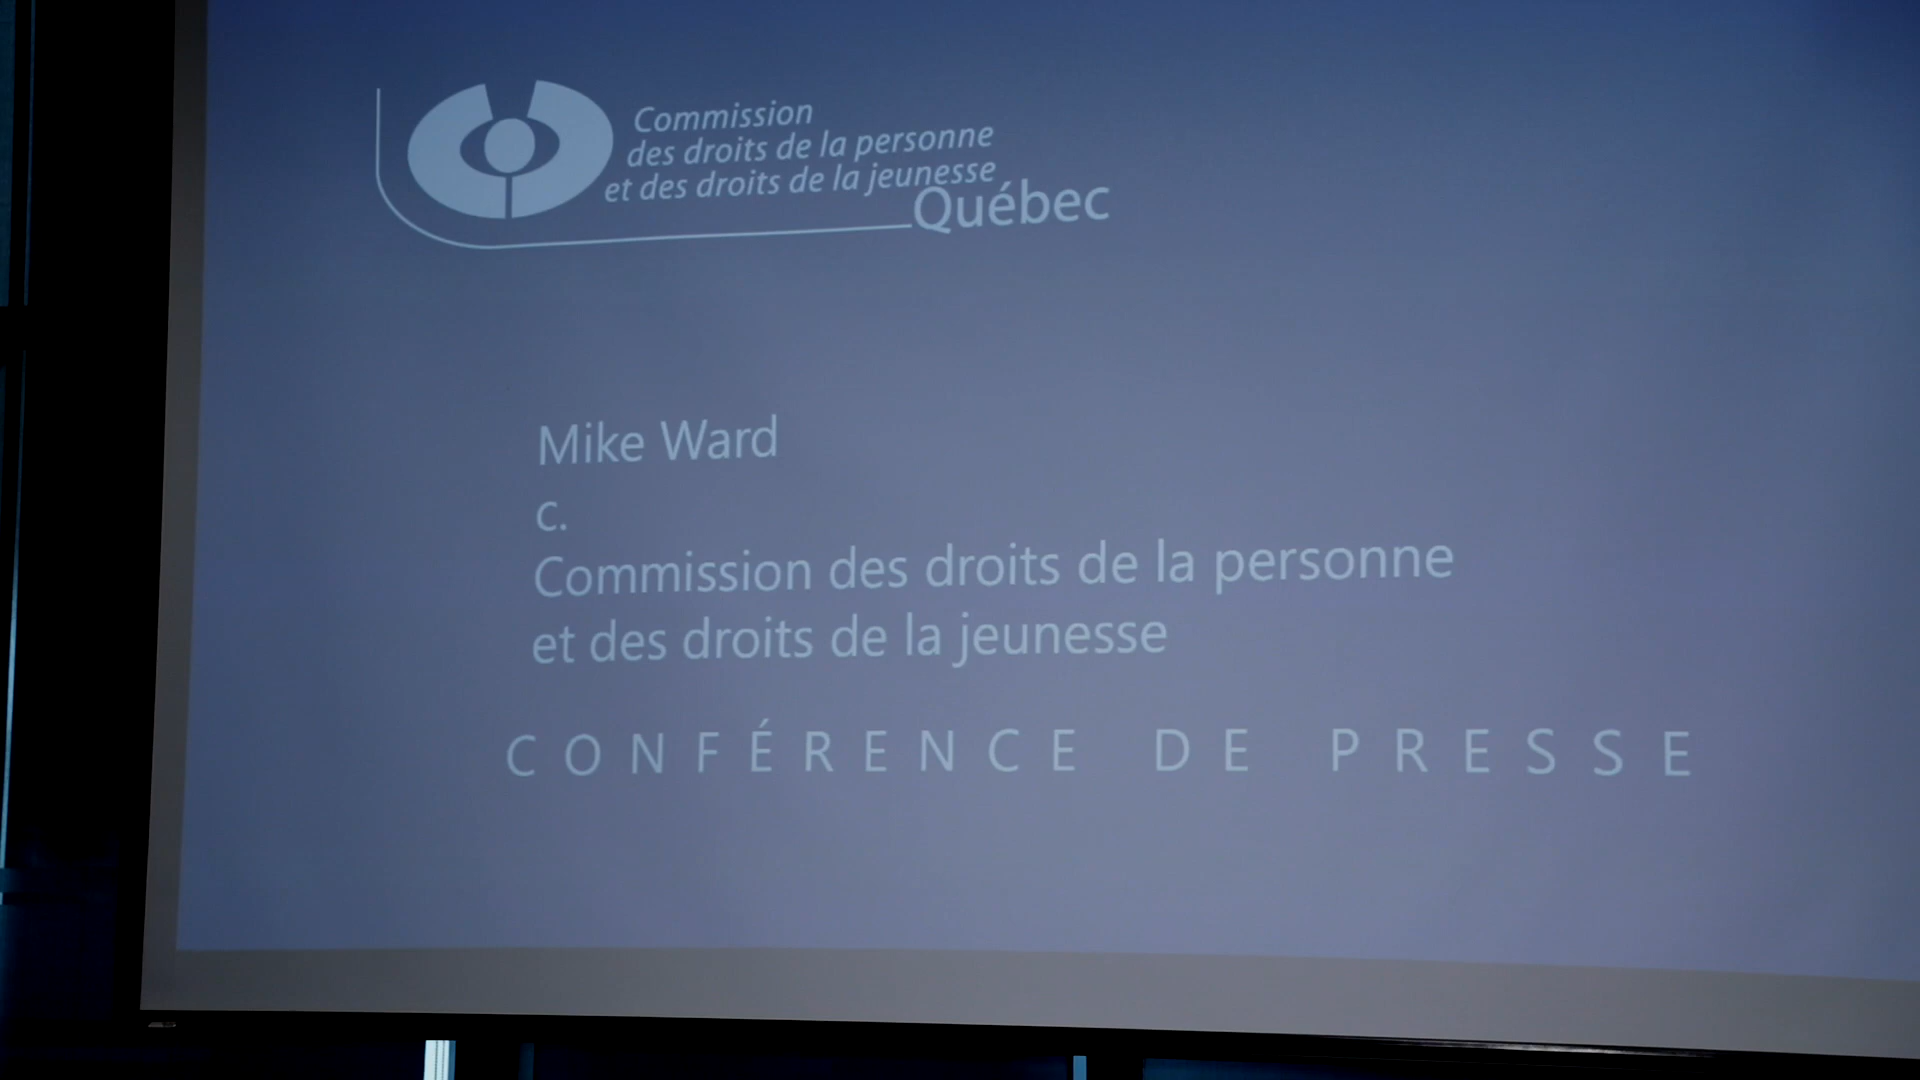 Commission
des droits de la personne
et des droits de la jeunesse
Québec
Mike Ward
c.
Commission des droits de la personne
et des droits de la jeunesse
CONFÉRENCE DE PRESSE